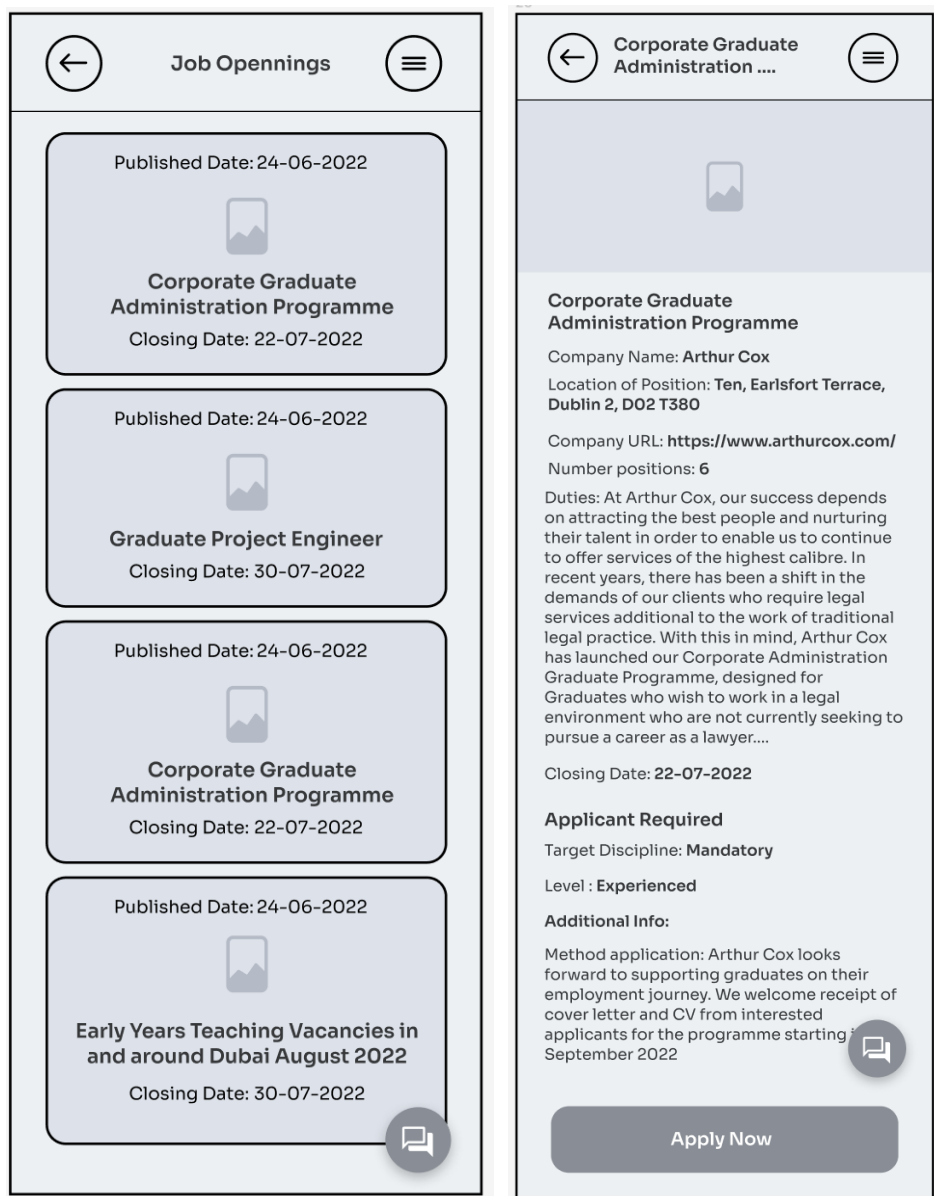 Job Opennings
Published Date: 24-06-2022
Corporate Graduate
Administration Programme
Closing Date: 22-07-2022
Published Date: 24-06-2022
Graduate Project Engineer
Closing Date: 30-07-2022
Published Date: 24-06-2022
Corporate Graduate
Administration Programme
Closing Date: 22-07-2022
Published Date: 24-06-2022
Early Years Teaching Vacancies in
and around Dubai August 2022
Closing Date: 30-07-2022
Corporate Graduate
Administration ....
Corporate Graduate
Administration Programme
Company Name: Arthur Cox
Location of Position: Ten, Earlsfort Terrace,
Dublin 2, D02 T380
Company URL: https://www.arthurcox.com/
Number positions: 6
Duties: At Arthur Cox, our success depends
on attracting the best people and nurturing
their talent in order to enable us to continue
to offer services of the highest calibre. In
recent years, there has been a shift in the
demands of our clients who require legal
services additional to the work of traditional
legal practice. With this in mind, Arthur Cox
has launched our Corporate Administration
Graduate Programme, designed for
Graduates who wish to work in a legal
environment who are not currently seeking to
pursue a career as a lawyer....
Closing Date: 22-07-2022
Applicant Required
Target Discipline: Mandatory
Level : Experienced
Additional Info:
Method application: Arthur Cox looks
forward to supporting graduates on their
employment journey. We welcome receipt of
cover letter and CV from interested
applicants for the programme starting
September 2022
Apply Now